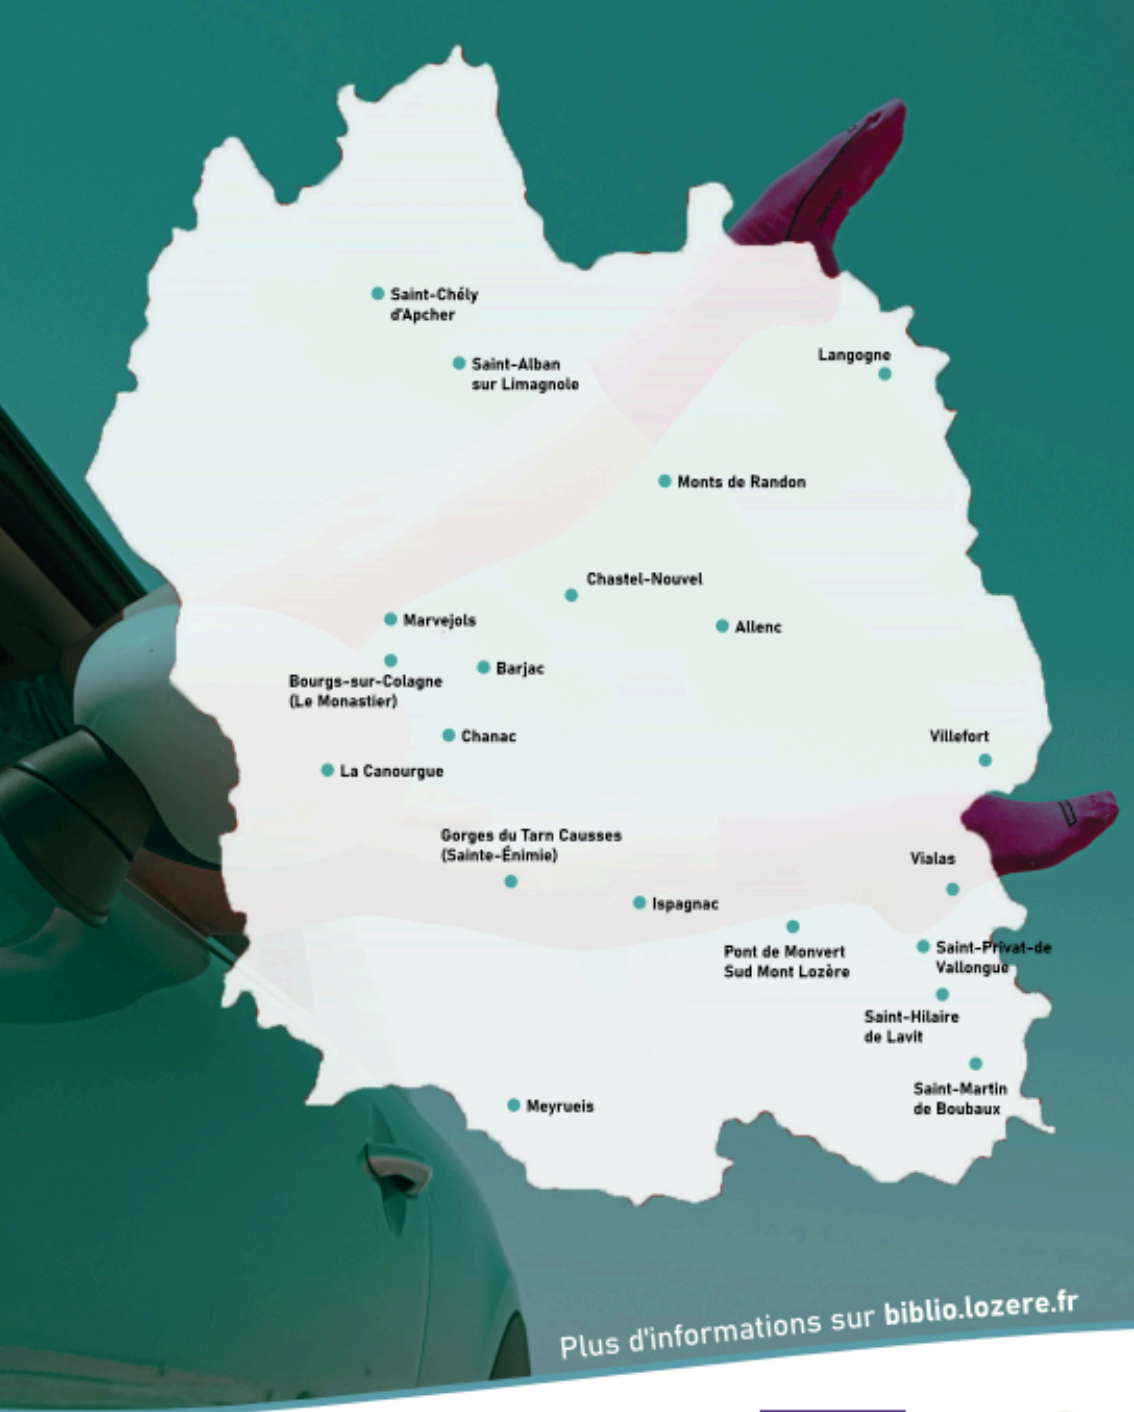 Saint-Chély
d'Apcher
Saint-Alban
sur Limagnole
Langogne
Monts de Randon
Chastel-Nouvel
Marvejols
Allenc
Barjac
Bourgs-sur-Colagne
(Le Monastier)
Chanac
Villefort
La Canourgue
Gorges du Tarn Causses
(Sainte-Énimie)
Vialas
Ispagnac
Pont de Monvert
Sud Mont Lozère
Saint-Privat-de
Vallongue
Saint-Hilaire
de Lavit
Saint-Martin
de Boubaux
Meyrueis
Plus d'informations sur biblio.lozere.fr